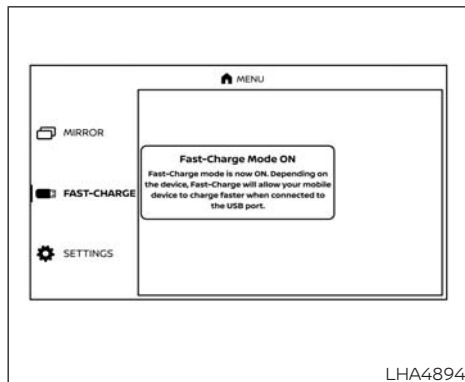 MENU
MIRROR
FAST-CHARGE
SETTINGS
Fast-Charge Mode ON
Fast-Charge mode is now ON. Depending on
the device, Fast-Charge will allow your mobile
device to charge faster when connected to
the USB port.
LHA4894